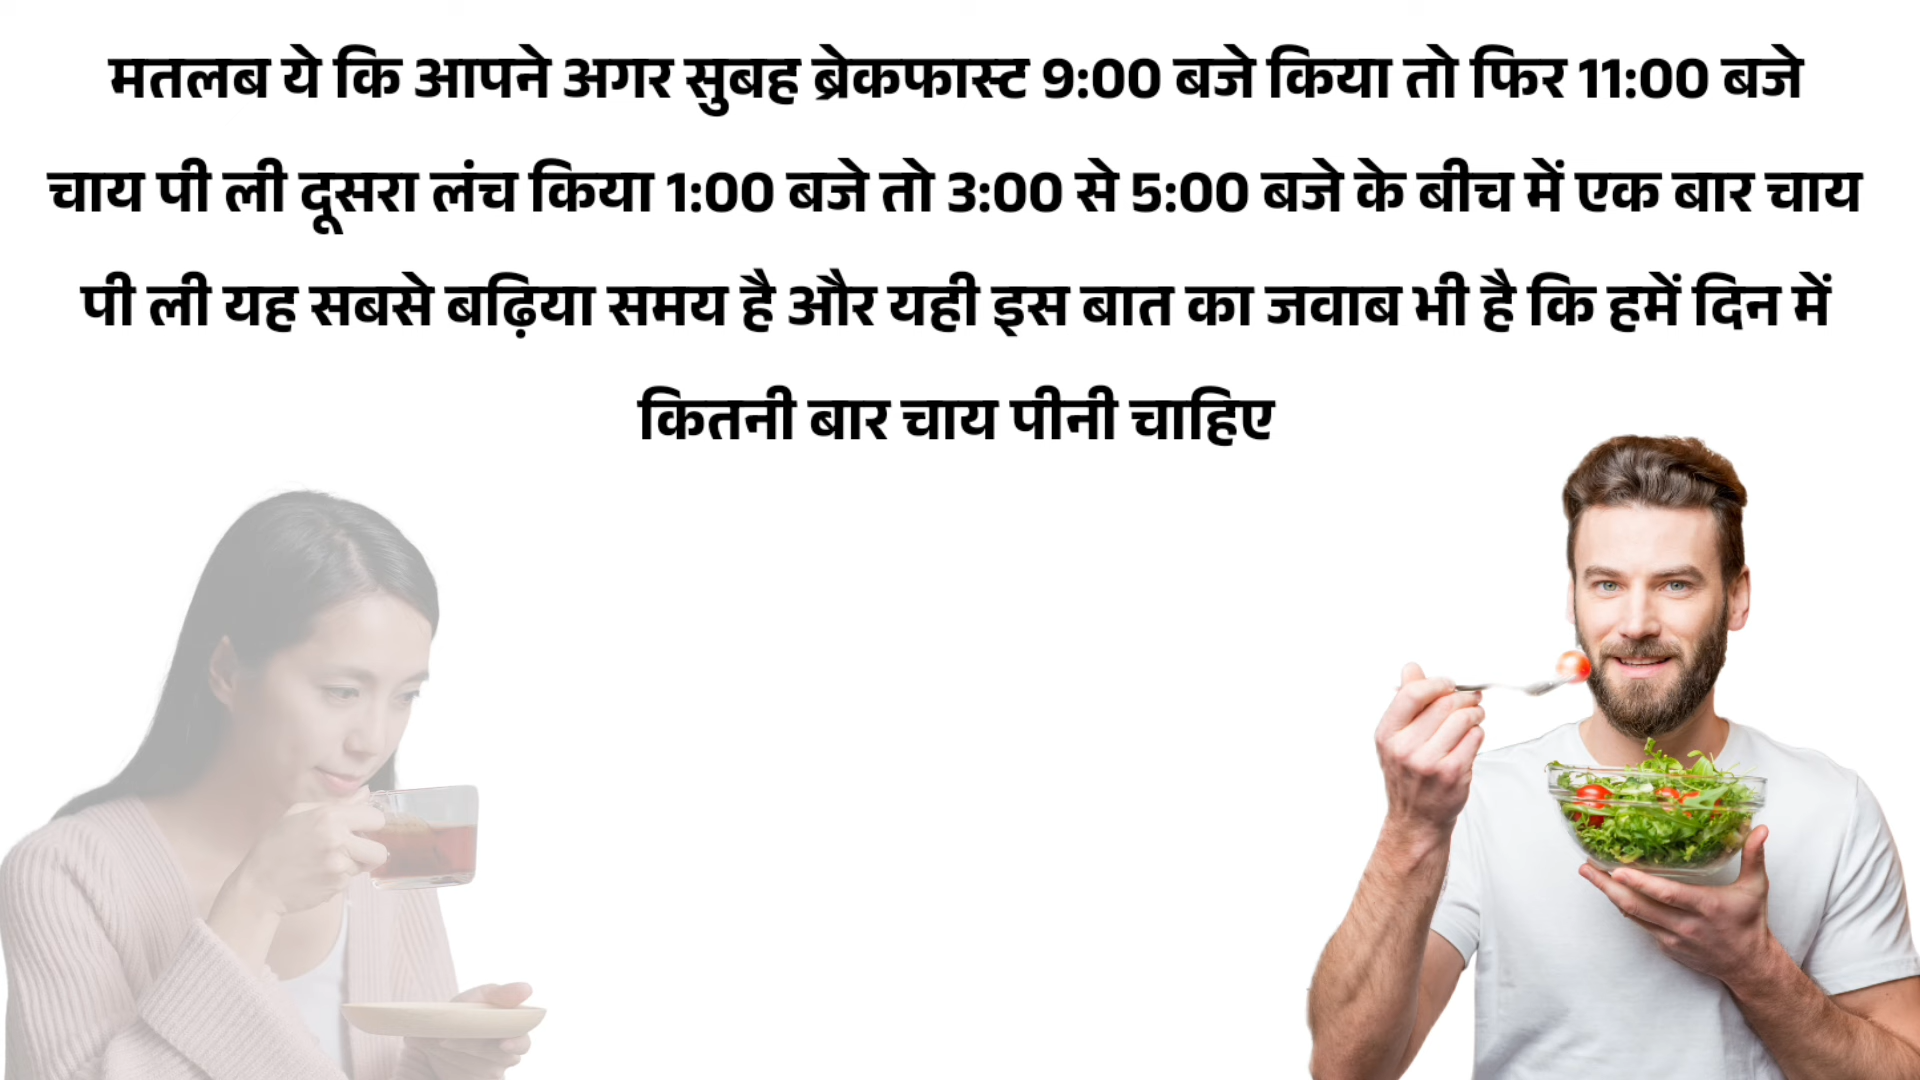 मतलब ये कि आपने अगर सुबह ब्रेकफास्ट 9:00 बजे किया तो फिर 11:00 बजे
चाय पी ली दूसरा लंच किया 1:00 बजे तो 3:00 से 5:00 बजे के बीच में एक बार चाय
पी ली यह सबसे बढ़िया समय है और यही इस बात का जवाब भी है कि हमें दिन में
कितनी बार चाय पीनी चाहिए